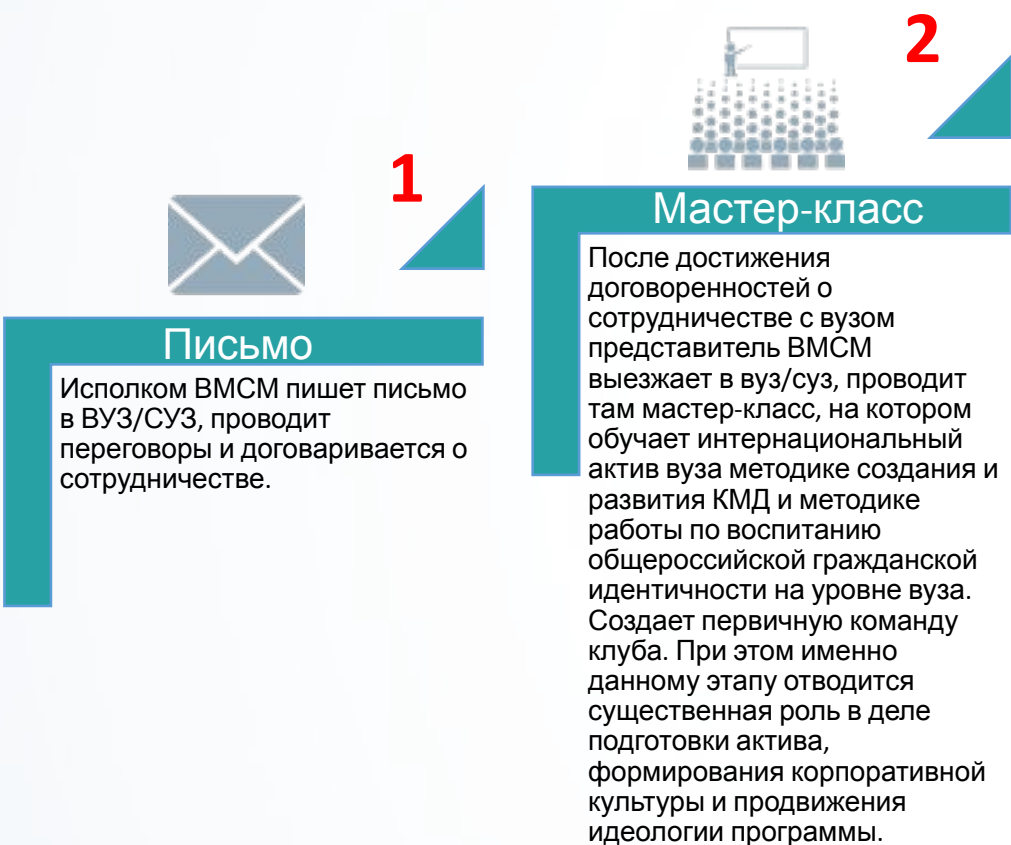 1
Письмо
Исполком ВМСМ пишет письмо
в ВУЗ/СУЗ, проводит
переговоры и договаривается о
сотрудничестве.
2
Мастер-класс
После достижения
договоренностей о
сотрудничестве с вузом
представитель ВМСМ
выезжает в вуз/суз, проводит
там мастер-класс, на котором
обучает интернациональный
актив вуза методике создания и
развития КМД и методике
работы по воспитанию
общероссийской гражданской
идентичности на уровне вуза.
Создает первичную команду
клуба. При этом именно
данному этапу отводится
существенная роль в деле
подготовки актива,
формирования корпоративной
культуры и продвижения
идеологии программы.